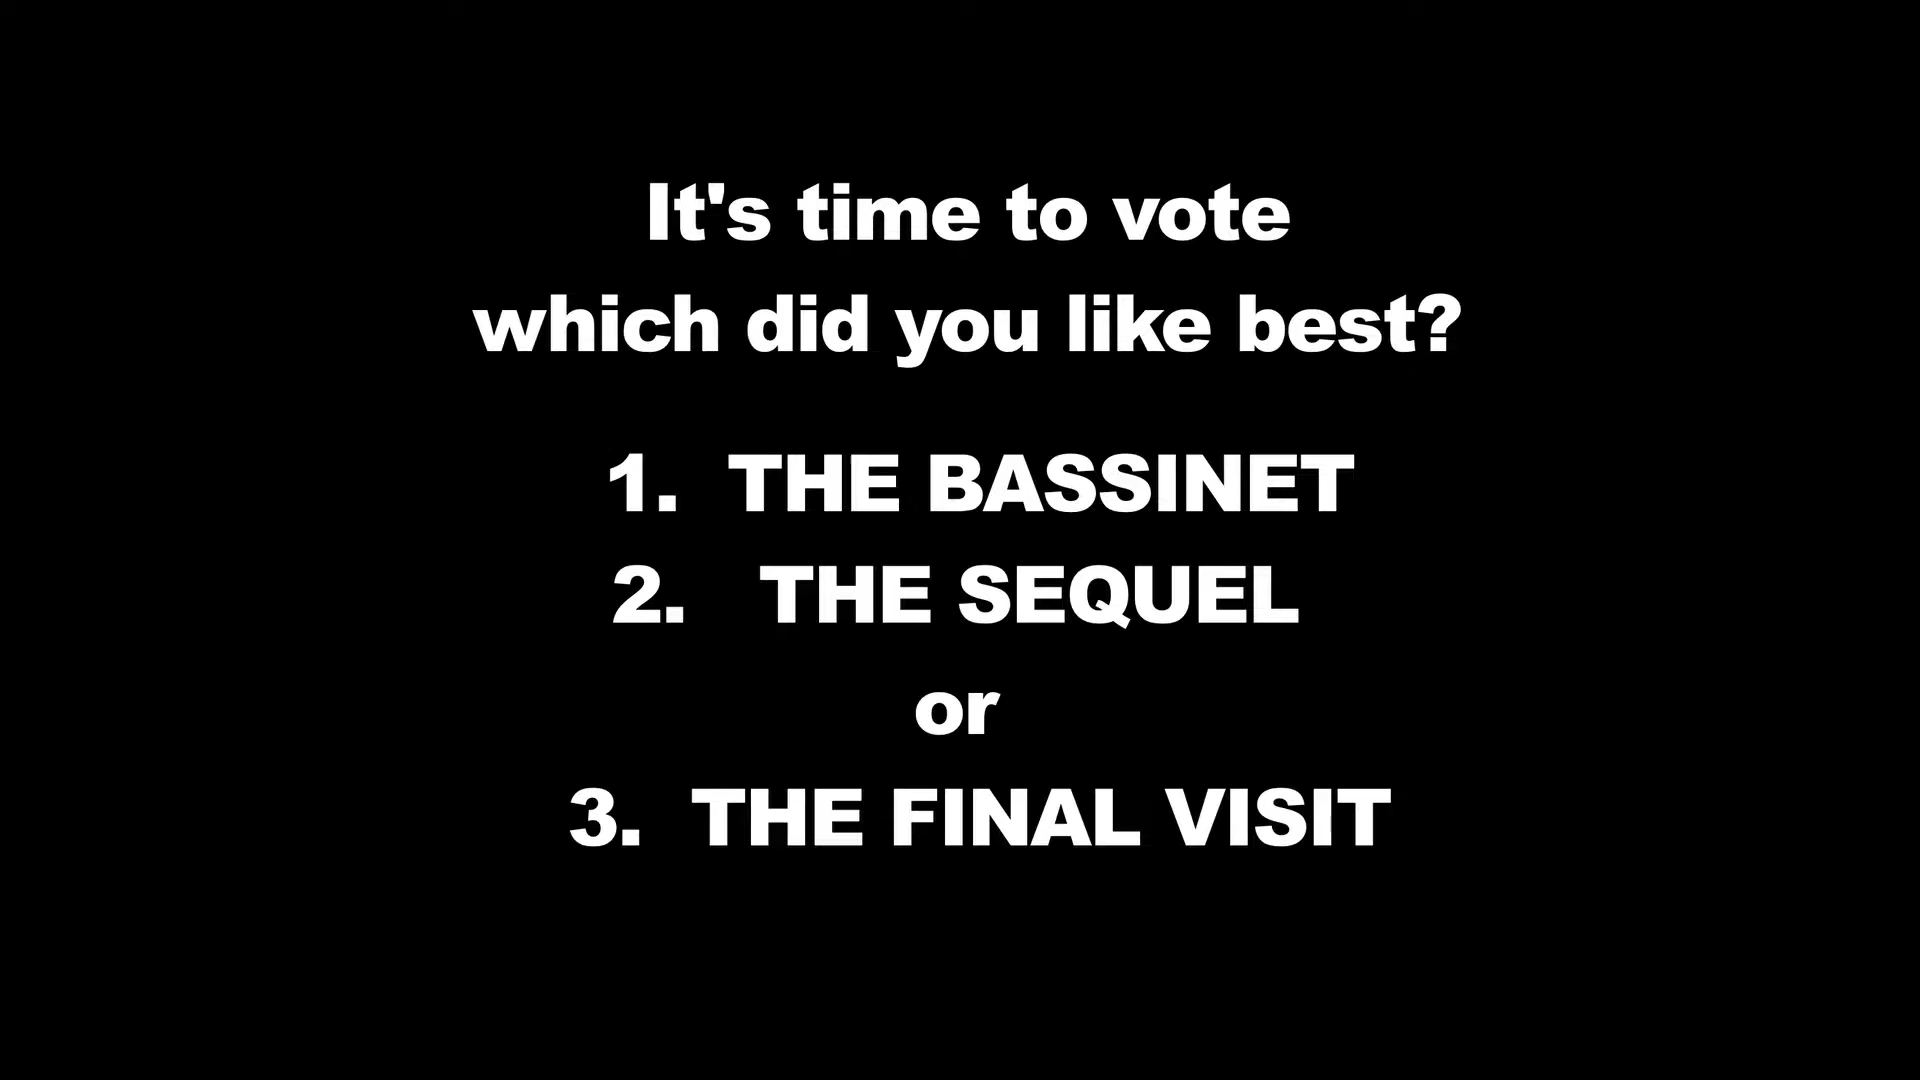 It's time to vote
which did you like best?
1. THE BASSINET
2. THE SEQUEL
or
3. THE FINAL VISIT